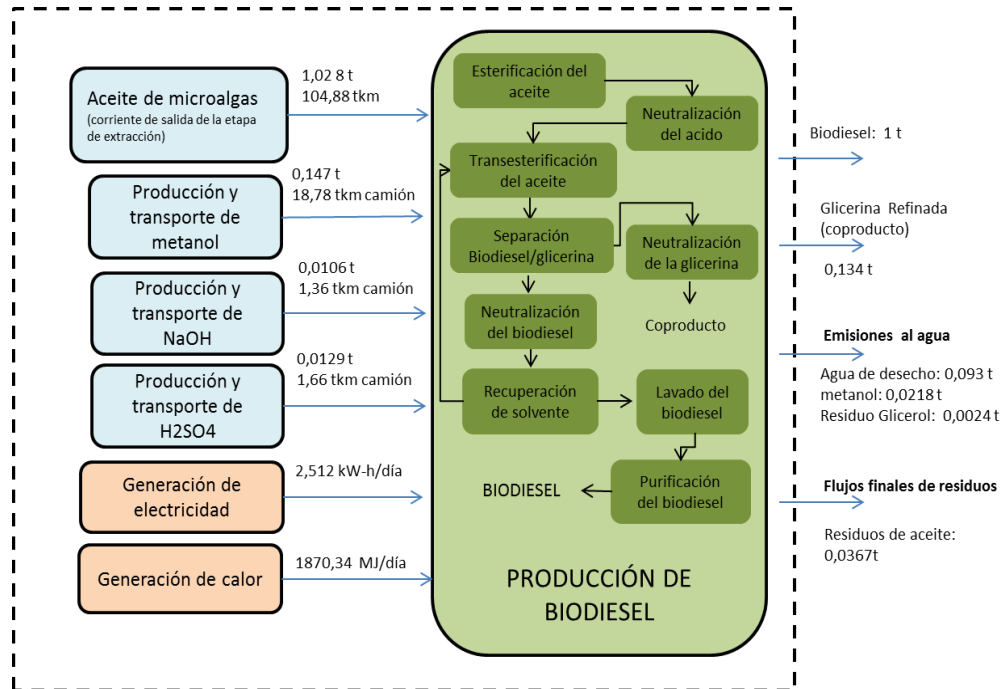 Aceite de microalgas
(corriente de salida de la etapa
de extracción)
1,02 8 t
104,88 tkm
Producción y
transporte de
metanol
0,147 t
18,78 tkm camión
Producción y
transporte de
NaOH
0,0106 t
1,36 tkm camión
Producción y
transporte de
H2SO4
0,0129 t
1,66 tkm camión
Generación de
electricidad
2,512 kW-h/día
Generación de calor
1870,34 MJ/día
Esterificación del
aceite
Neutralización
del acido
Transesterificación
del aceite
Separación
Biodiesel/glicerina
Neutralización
de la glicerina
Coproducto
Neutralización
del biodiesel
Recuperación
de solvente
Lavado del
biodiesel
Purificación
del biodiesel
BIODIESEL
PRODUCCIÓN DE
BIODIESEL
Biodiesel: 1 t
Glicerina Refinada
(coproducto)
0,134 t
Emisiones al agua
Agua de desecho: 0,093 t
metanol: 0,0218 t
Residuo Glicerol: 0,0024 t
Flujos finales de residuos
Residuos de aceite:
0,0367t